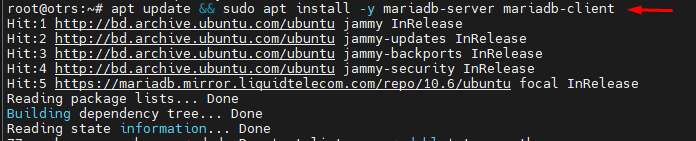 root@otrs:~# apt update && sudo apt install -y mariadb-server mariadb-client
Hit:1 http://bd.archive.ubuntu.com/ubuntu jammy InRelease
Hit:2 http://bd.archive.ubuntu.com/ubuntu jammy-updates InRelease
Hit:3 http://bd.archive.ubuntu.com/ubuntu jammy-backports InRelease
Hit:4 http://bd.archive.ubuntu.com/ubuntu jammy-security InRelease
Hit:5 https://mariadb.mirror.liquidtelecom.com/repo/10.6/ubuntu focal InRelease
Reading package lists... Done
Building dependency tree... Done
Reading state information... Done